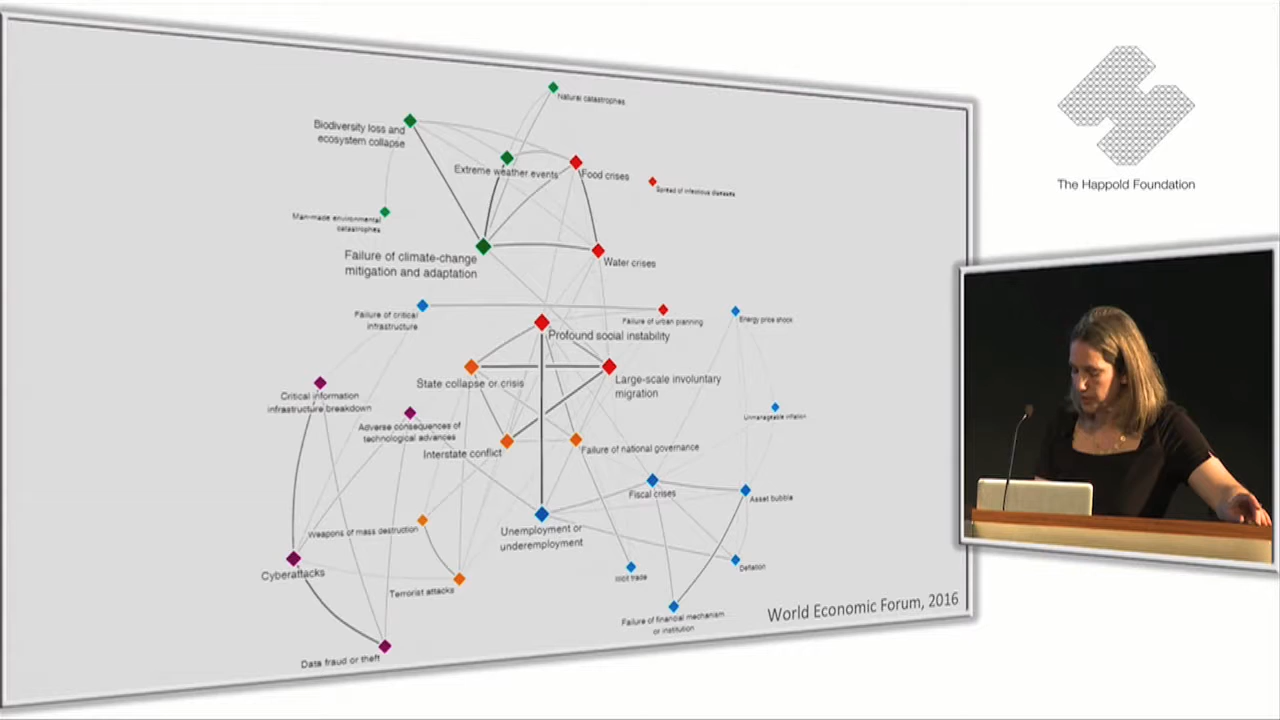 Natural catastrophes
Biodiversity loss and
ecosystem collapse
Extreme weather events
Food crises
Spread of infectious diseases
Man-made environmental
catastrophes
Failure of climate-change
mitigation and adaptation
Water crises
Failure of critical
infrastructure
Failure of urban planning
Energy price shock
Profound social instability
State collapse or crisis
Large-scale involuntary
migration
Critical information
infrastructure breakdown
Adverse consequences of
technological advances
Unmanageable inflation
Interstate conflict
Failure of national governance
Fiscal crises
Asset bubble
Weapons of mass destruction
Unemployment or
underemployment
Cyberattacks
Terrorist attacks
Illicit trade
Deflation
Failure of financial mechanism
or institution
Data fraud or theft
World Economic Forum, 2016
The Happold Foundation